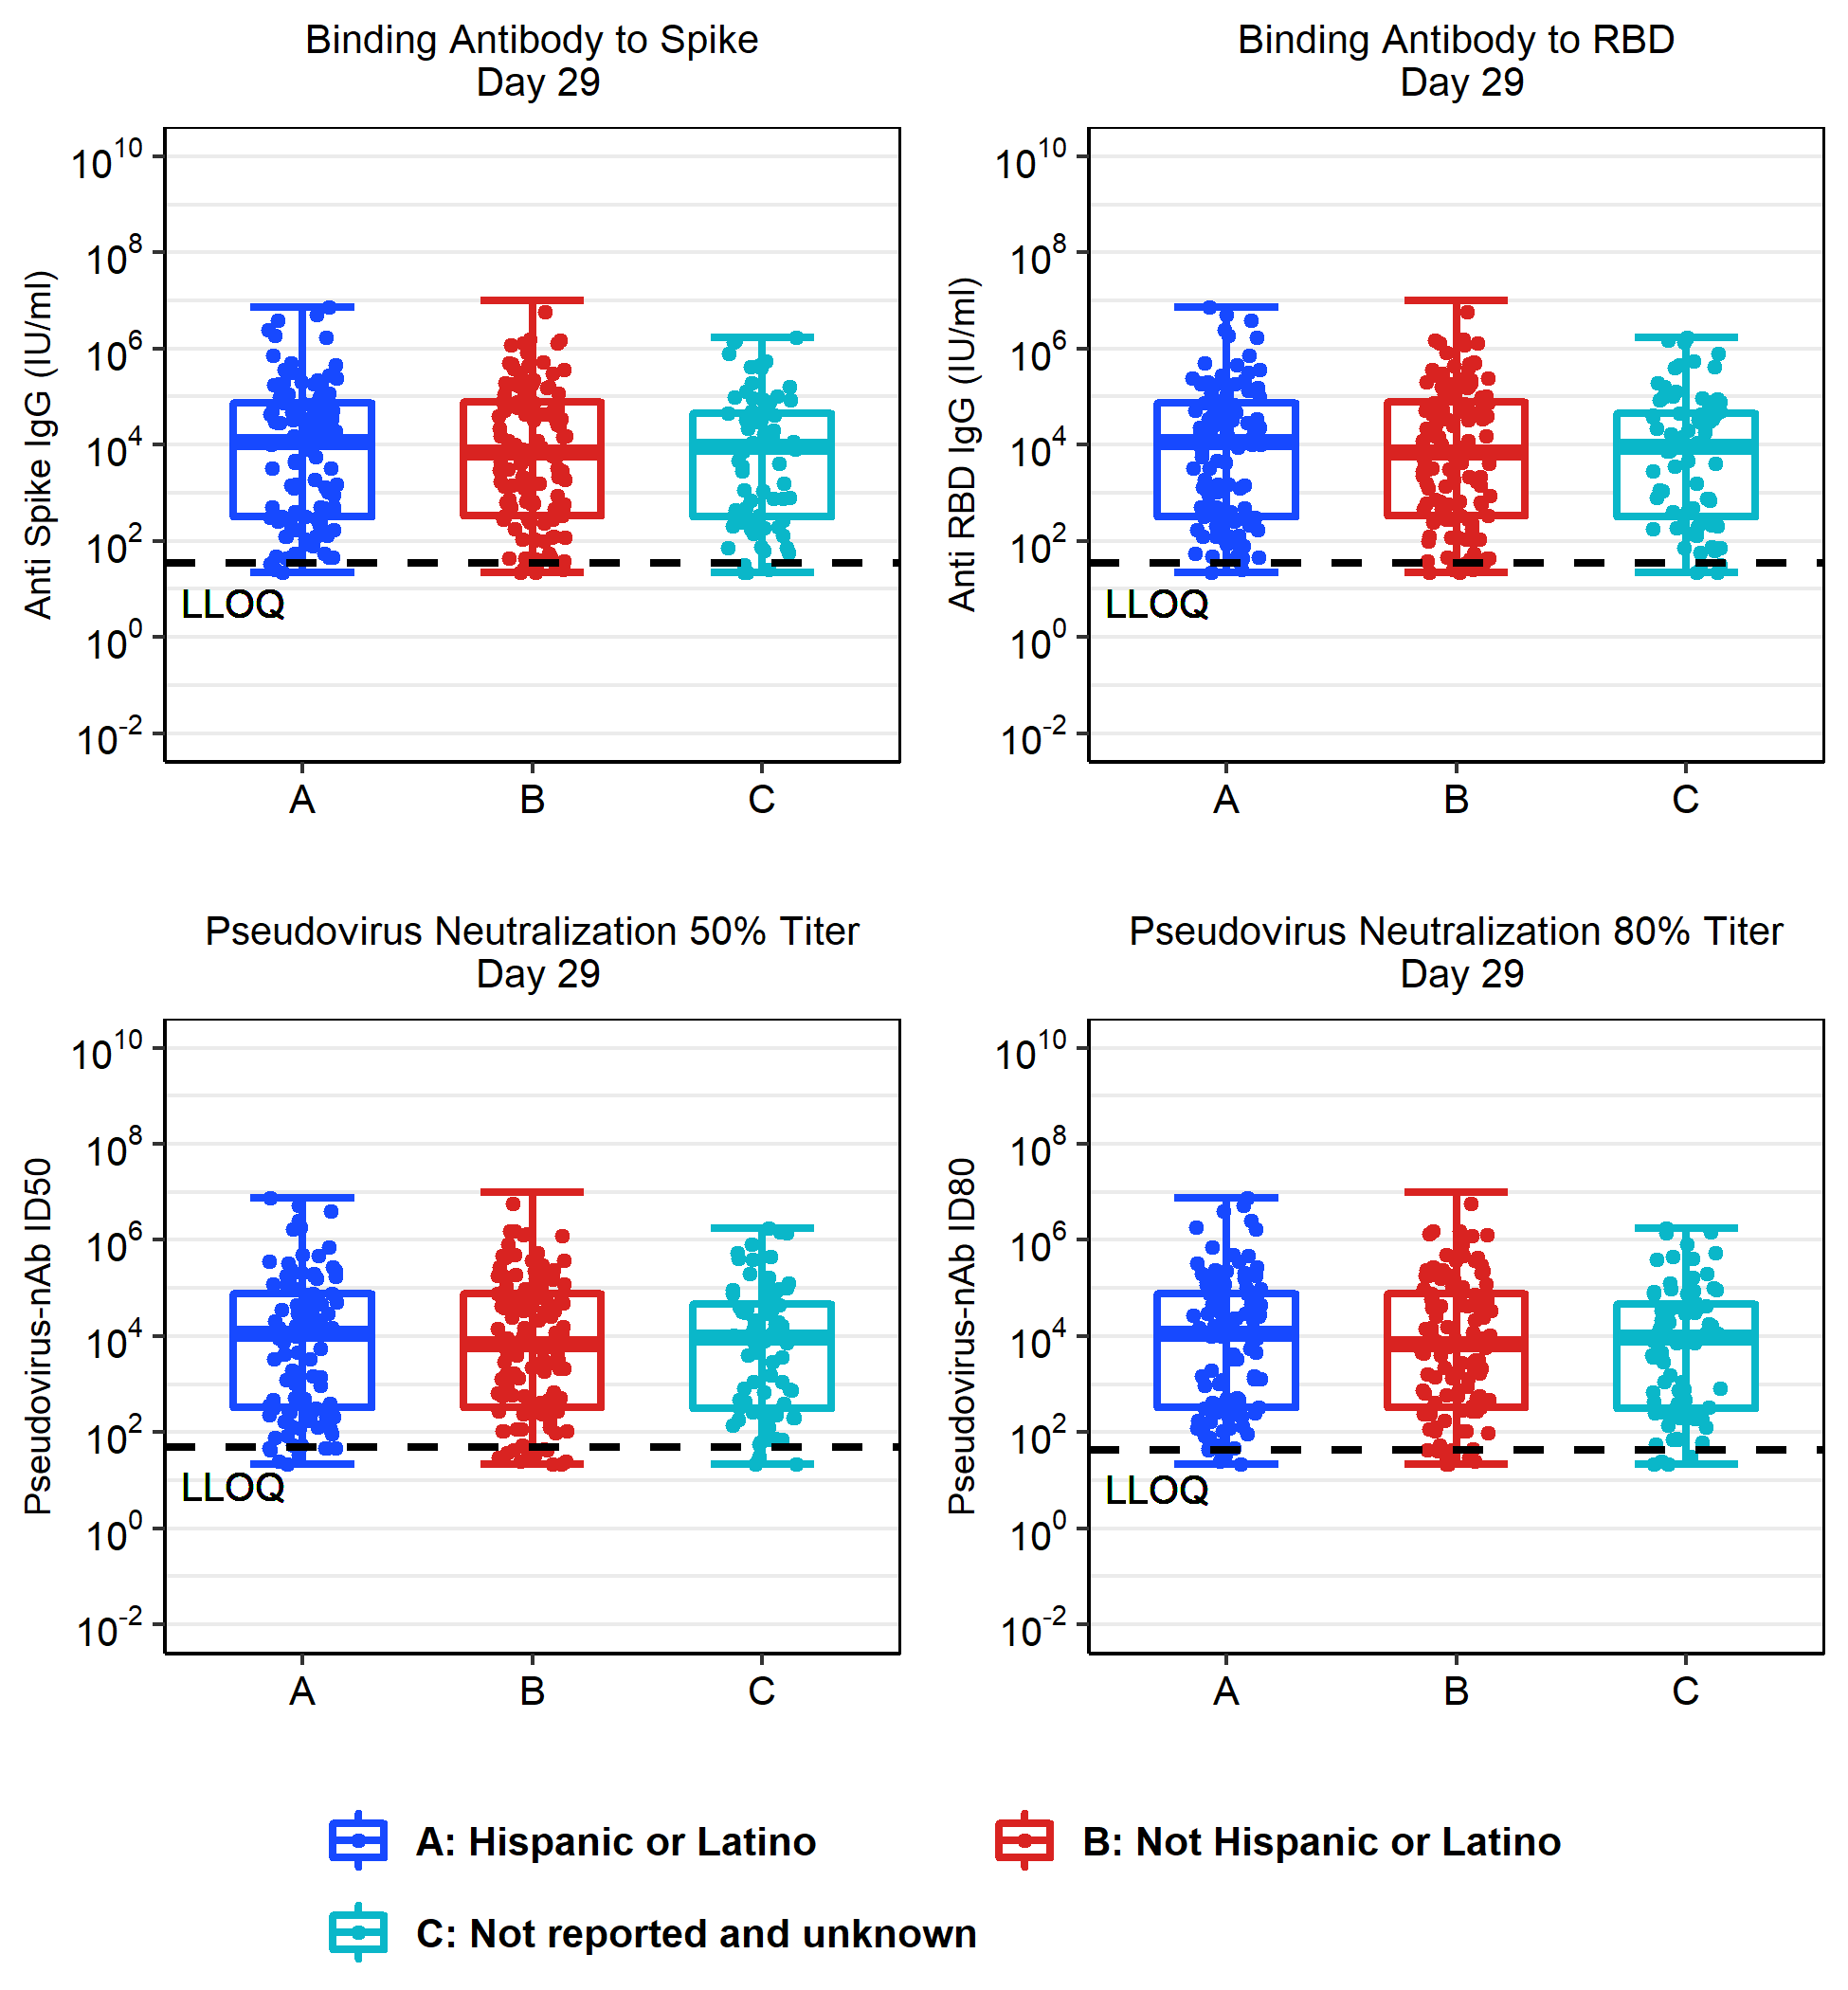 Binding Antibody to Spike
Day 29
Binding Antibody to RBD
Day 29
Anti Spike IgG (IU/ml)
10^10
10^8
10^6
10^4
10^2
10^0
10^-2
LLOQ
A B C
Anti RBD IgG (IU/ml)
10^10
10^8
10^6
10^4
10^2
10^0
10^-2
LLOQ
A B C
Pseudovirus Neutralization 50% Titer
Day 29
Pseudovirus Neutralization 80% Titer
Day 29
Pseudovirus-nAb ID50
10^10
10^8
10^6
10^4
10^2
10^0
10^-2
LLOQ
A B C
Pseudovirus-nAb ID80
10^10
10^8
10^6
10^4
10^2
10^0
10^-2
LLOQ
A B C
A: Hispanic or Latino
B: Not Hispanic or Latino
C: Not reported and unknown